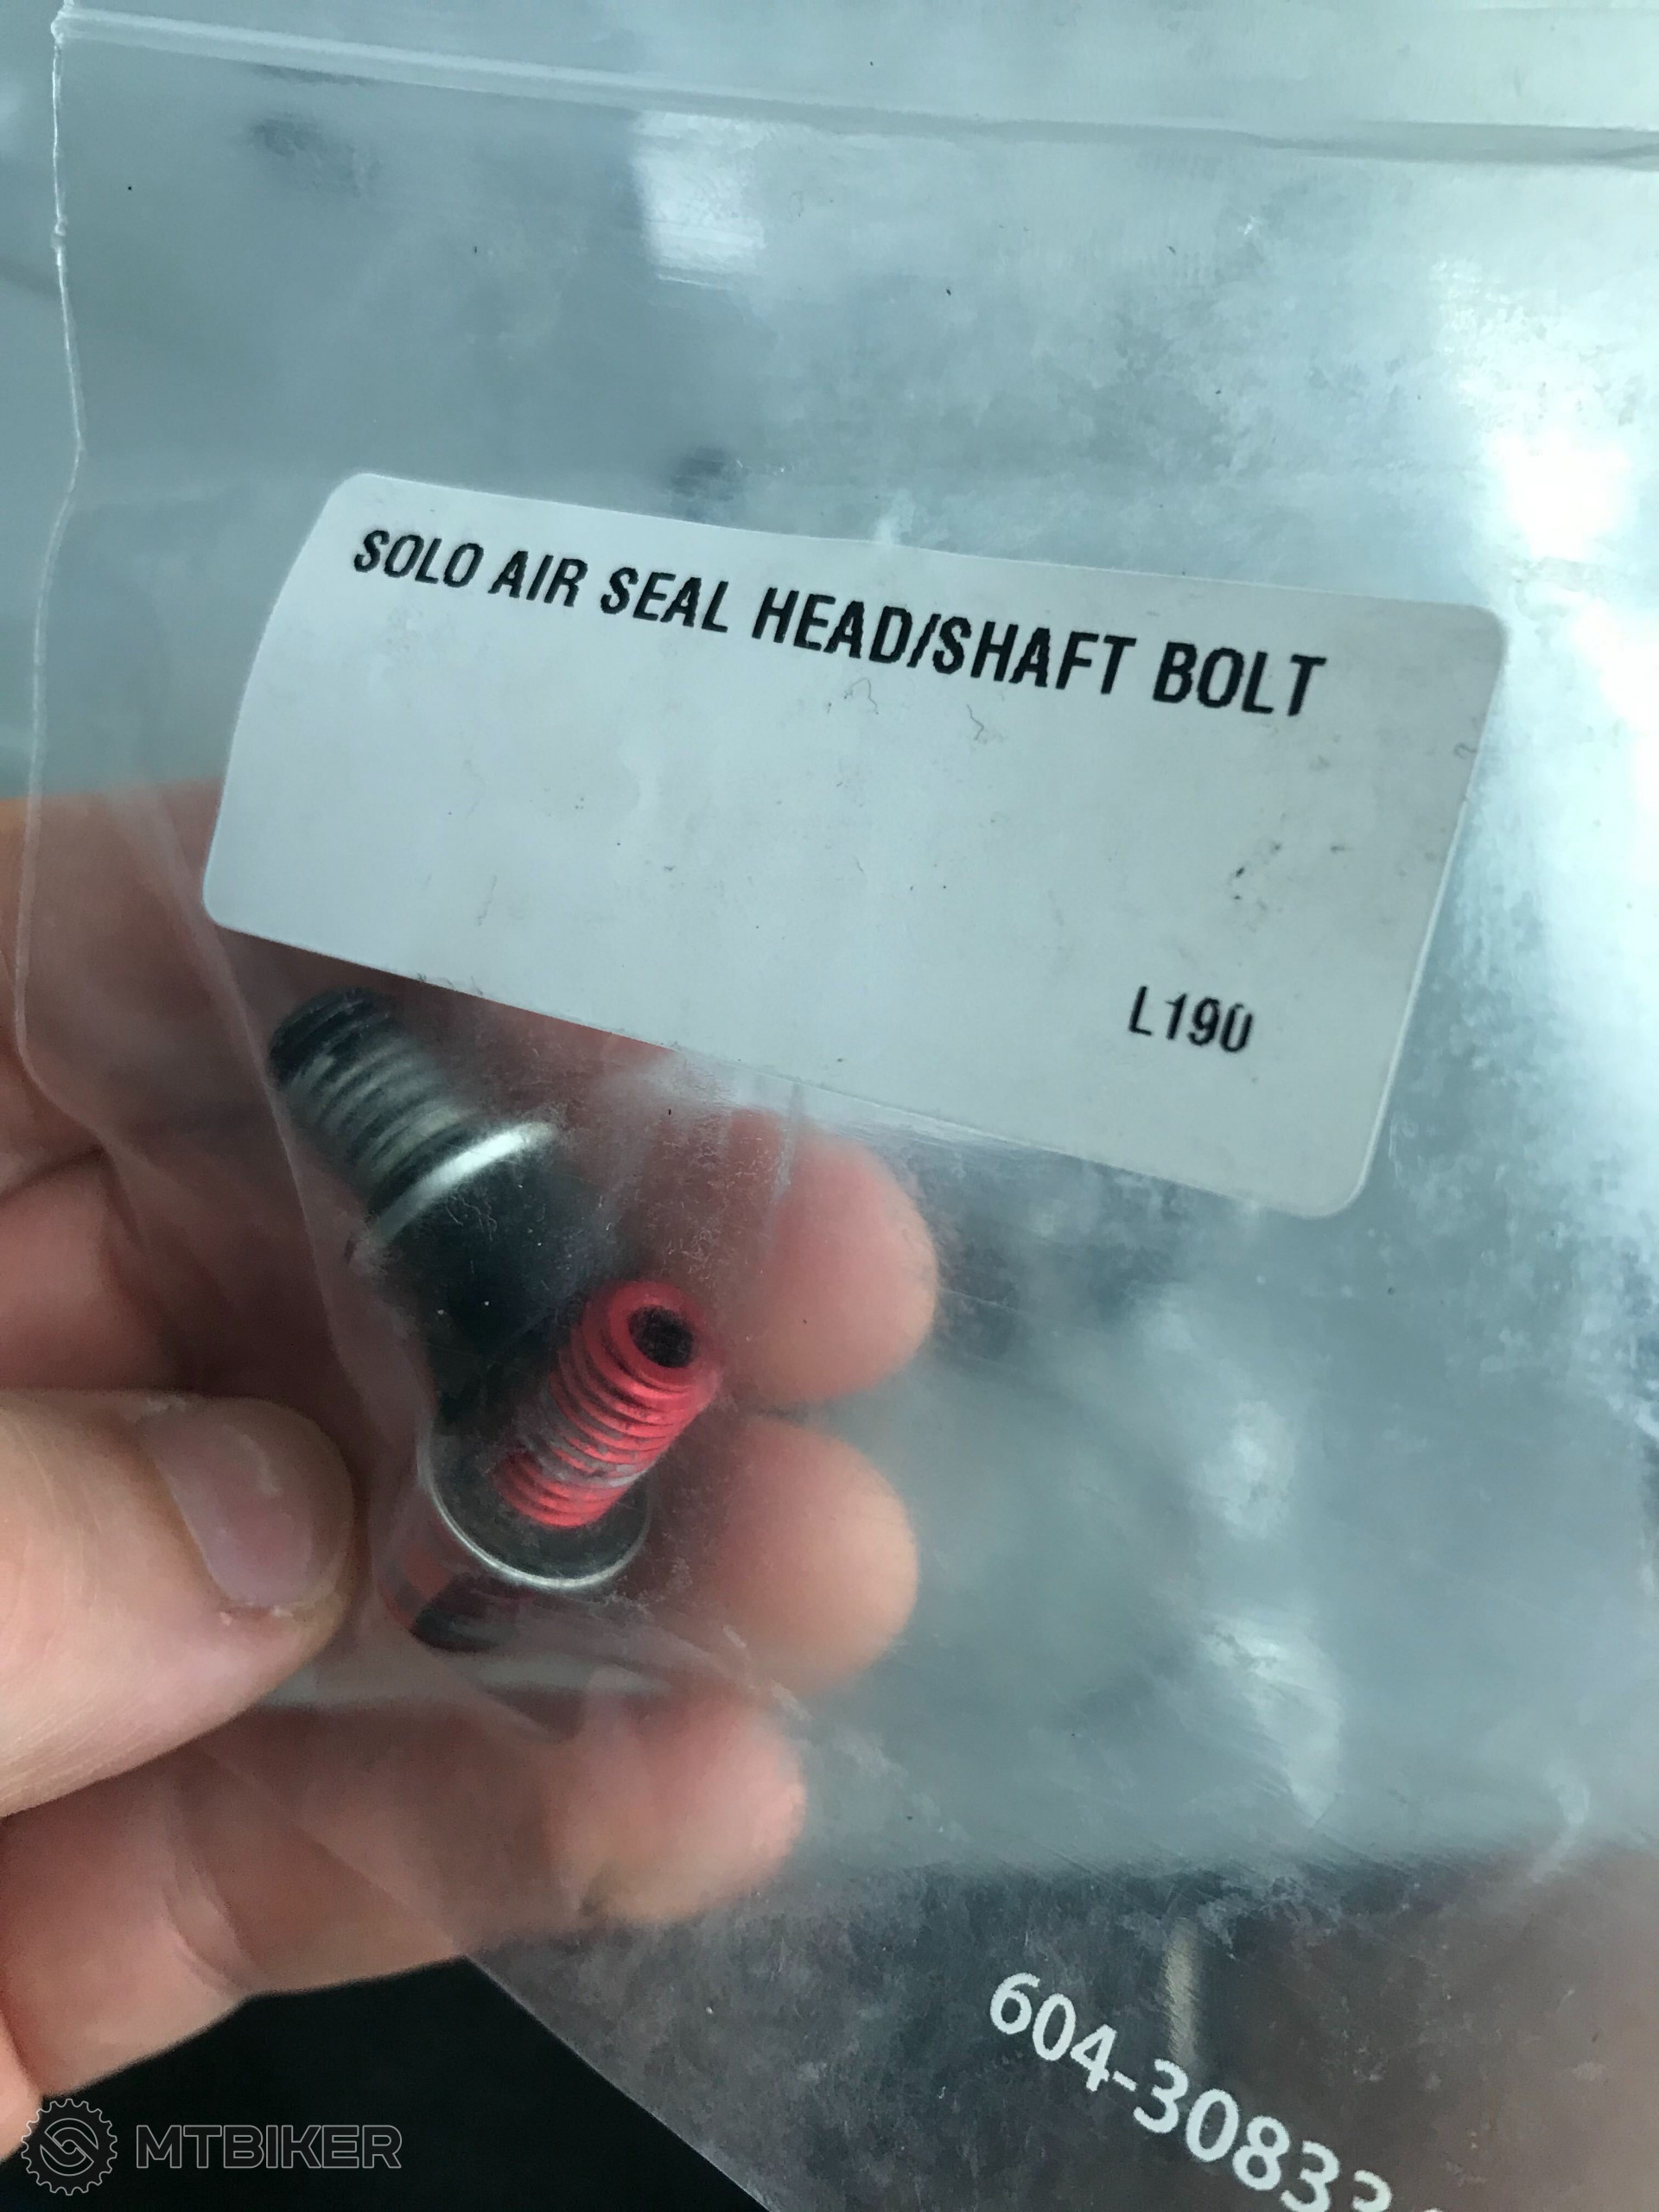 SOLO AIR SEAL HEAD/SHAFT BOLT
L190
MTBIKER